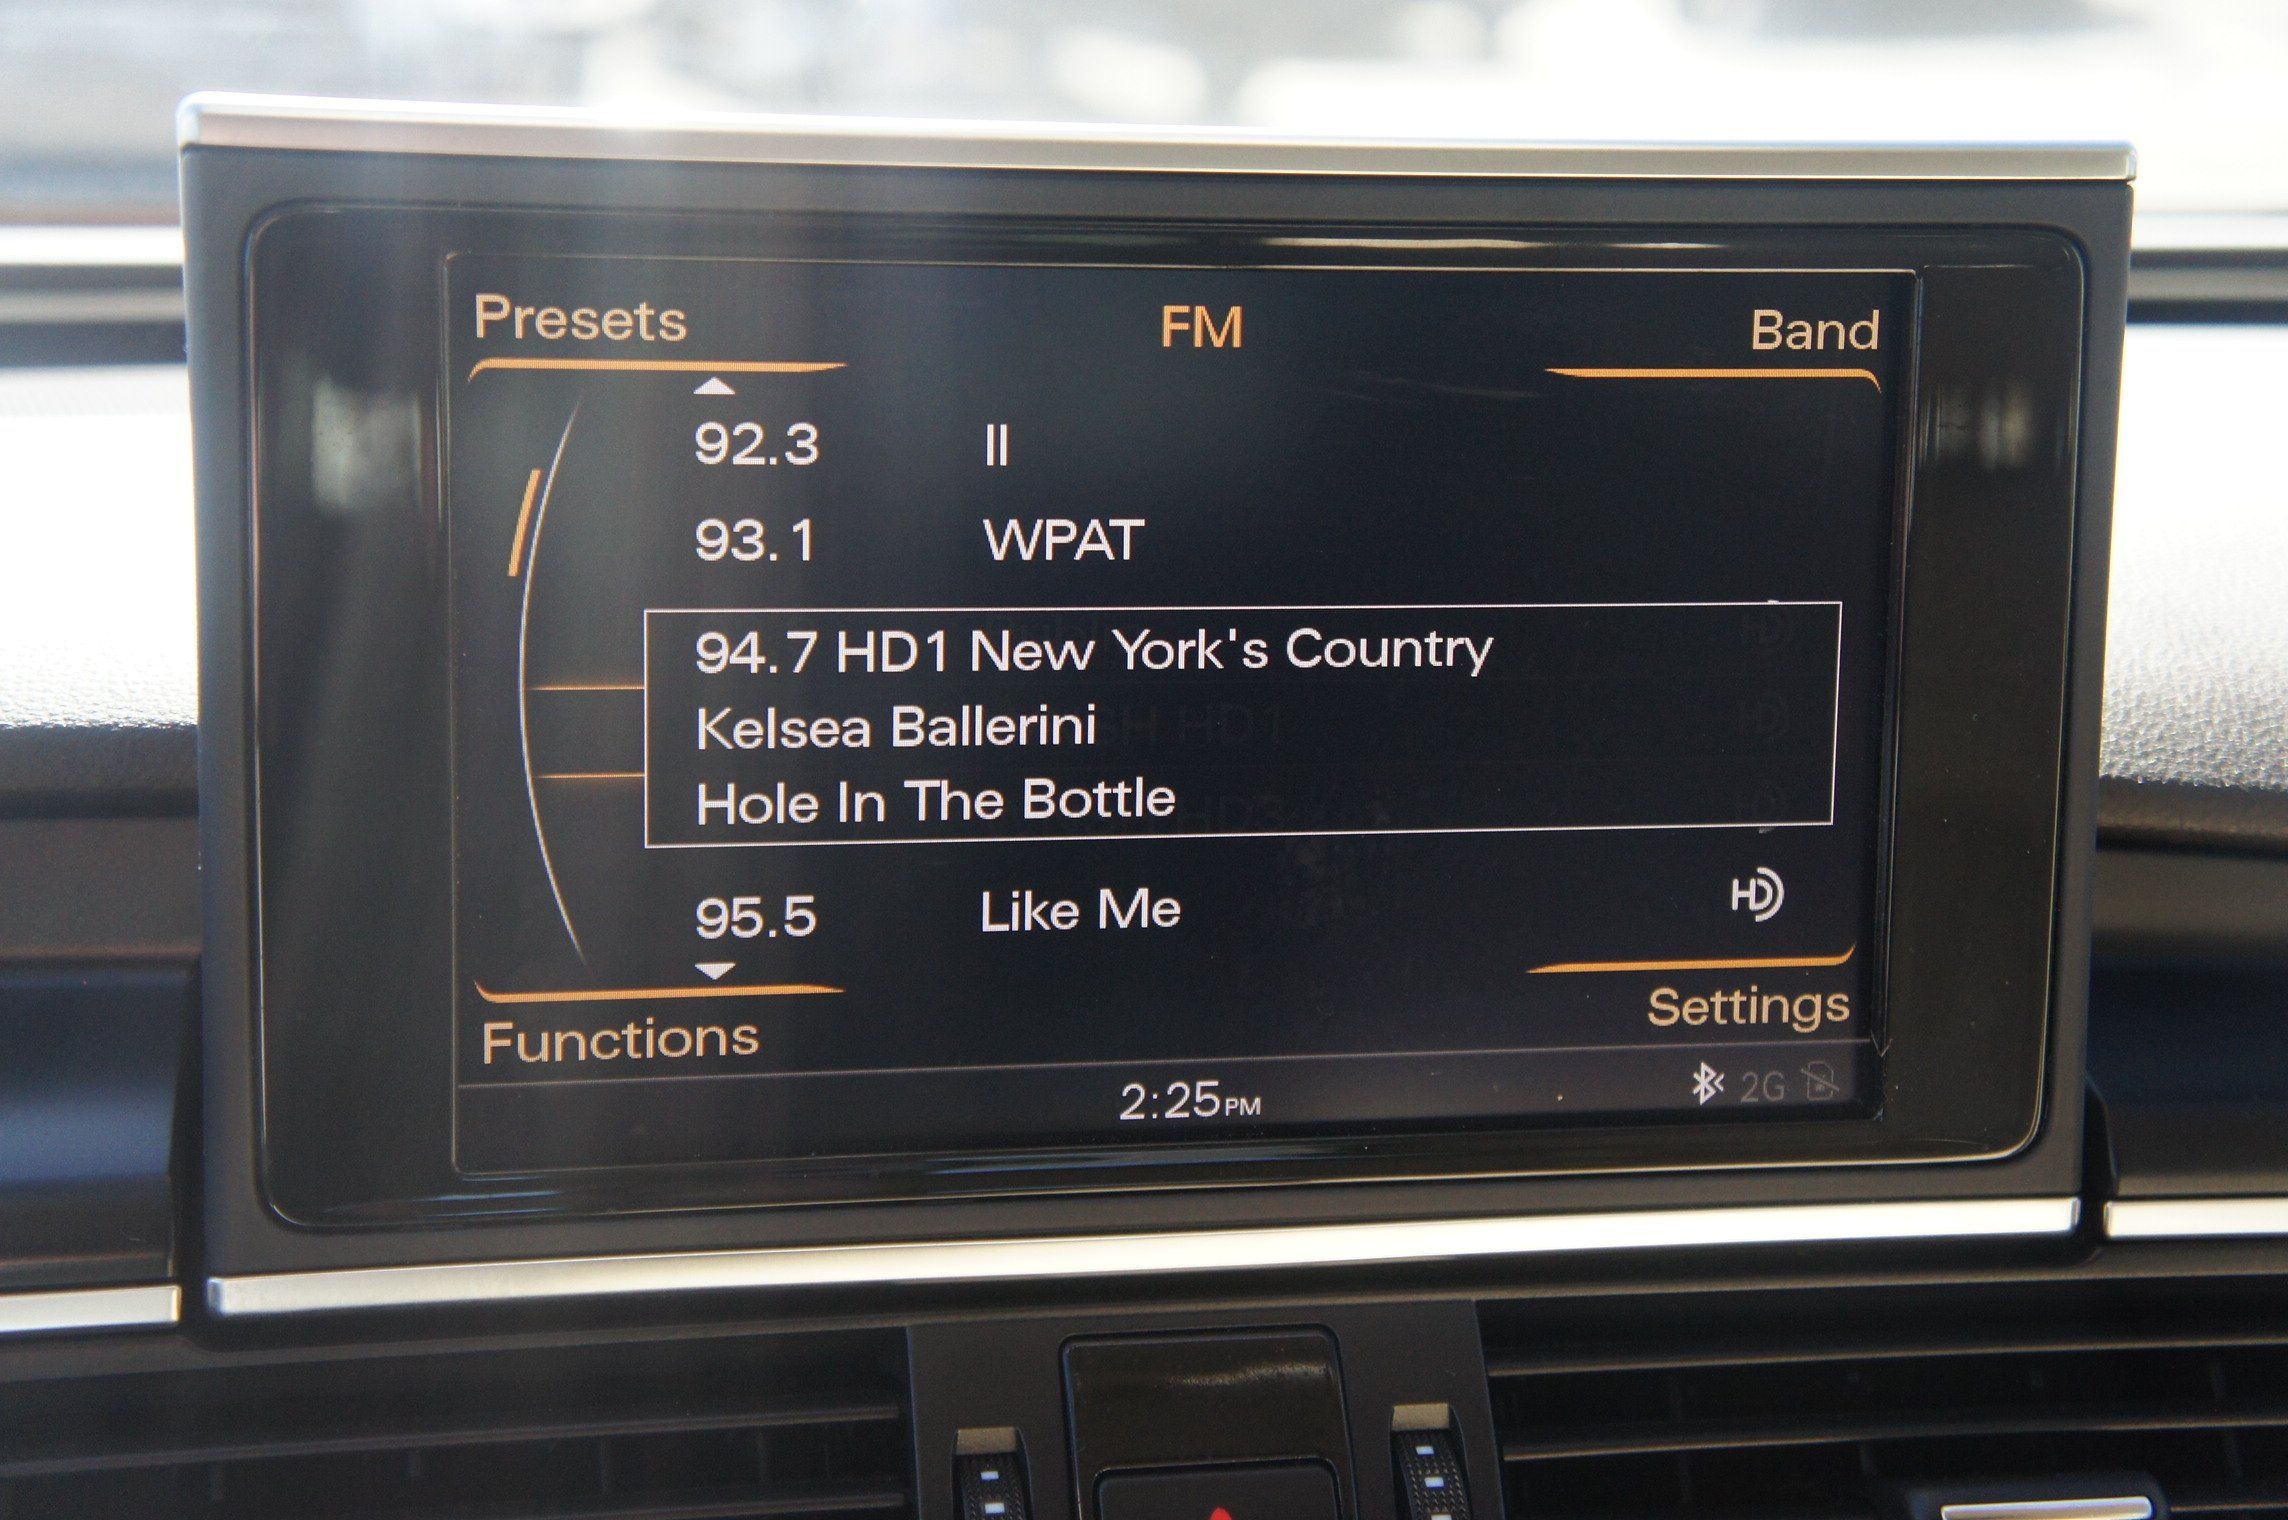 Presets FM Band
92.3 II
93.1 WPAT
94.7 HD1 New York's Country
Kelsea Ballerini
Hole In The Bottle
95.5 Like Me HD
Functions Settings
2:25PM 2G